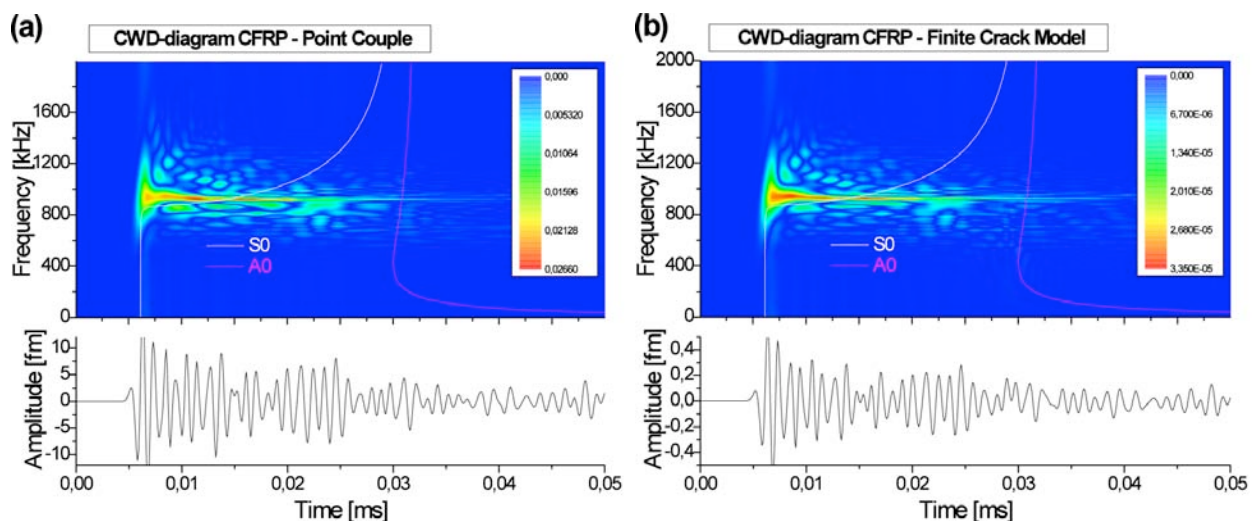 (a)
CWD-diagram CFRP - Point Couple
Frequency [kHz]
1600
1200
800
400
0
0,000
0,005320
0,01064
0,01596
0,02128
0,02660
S0
A0
Amplitude [fm]
10
5
0
-5
-10
0,00 0,01 0,02 0,03 0,04 0,05
Time [ms]
(b)
CWD-diagram CFRP - Finite Crack Model
Frequency [kHz]
2000
1600
1200
800
400
0
0,000
6,700E-06
1,340E-05
2,010E-05
2,680E-05
3,350E-05
S0
A0
Amplitude [fm]
0,4
0,2
0,0
-0,2
-0,4
0,00 0,01 0,02 0,03 0,04 0,05
Time [ms]